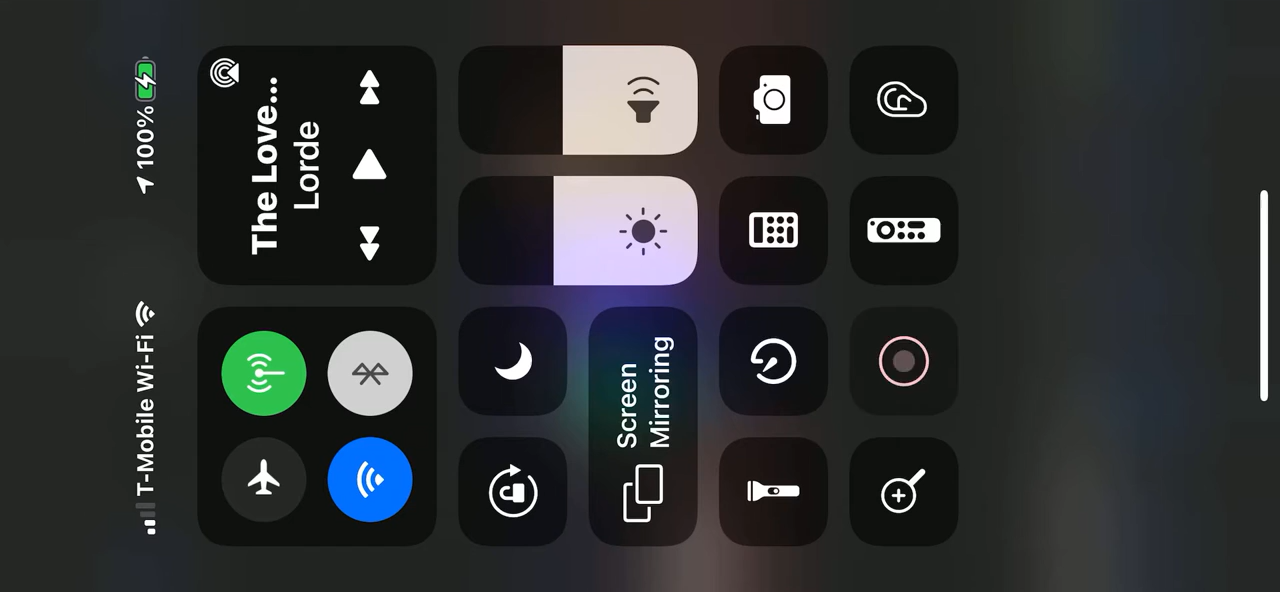 T-Mobile Wi-Fi
100%
The Love...
Lorde
Screen
Mirroring